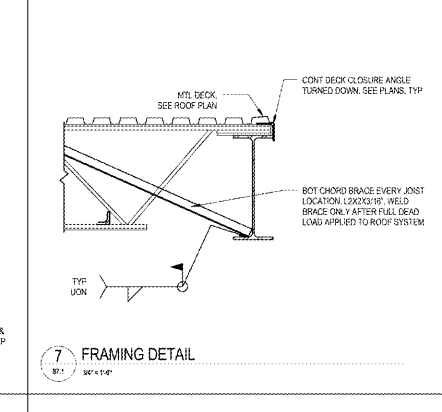 CONT DECK CLOSURE ANGLE
TURNED DOWN. SEE PLANS, TYP
MTL DECK,
SEE ROOF PLAN
BOT CHORD BRACE EVERY JOIST
LOCATION. L2X2X3/16", WELD
BRACE ONLY AFTER FULL DEAD
LOAD APPLIED TO ROOF SYSTEM
TYP
UON
&
P
7 FRAMING DETAIL
S7.1 3/4" = 1'-0"